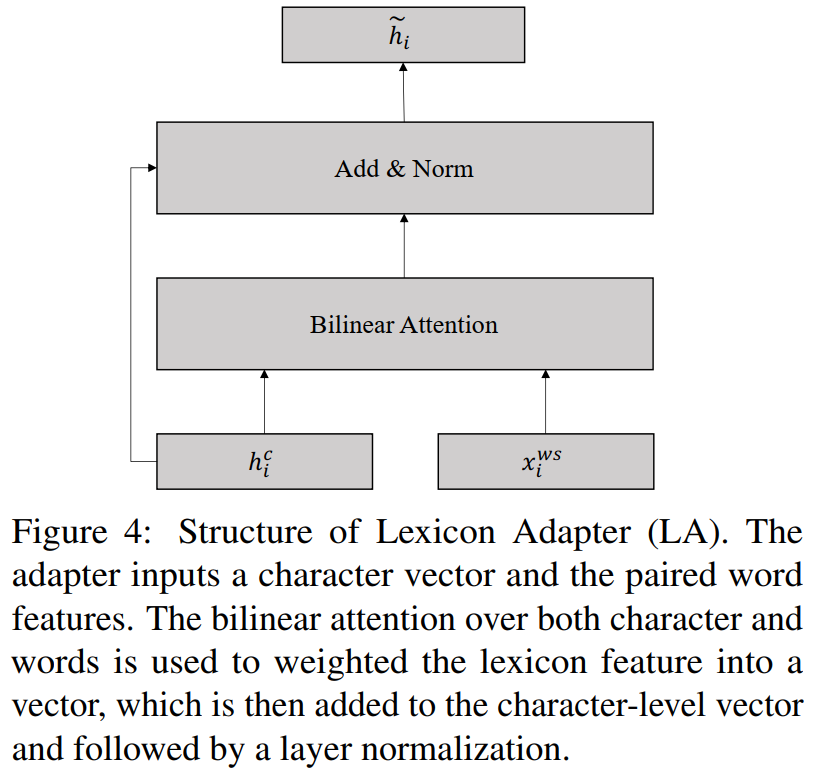 h̃ᵢ
Add & Norm
Bilinear Attention
hᵢᶜ
xᵢʷˢ
Figure 4: Structure of Lexicon Adapter (LA). The
adapter inputs a character vector and the paired word
features. The bilinear attention over both character and
words is used to weighted the lexicon feature into a
vector, which is then added to the character-level vector
and followed by a layer normalization.